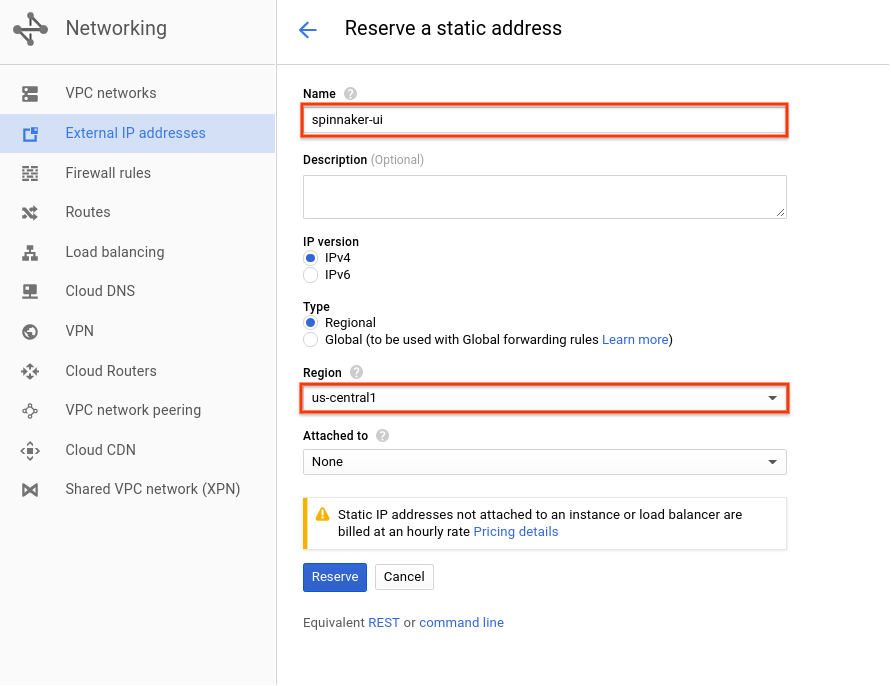 Networking
VPC networks
External IP addresses
Firewall rules
Routes
Load balancing
Cloud DNS
VPN
Cloud Routers
VPC network peering
Cloud CDN
Shared VPC network (XPN)
Reserve a static address
Name ?
spinnaker-ui
Description (Optional)
IP version
IPv4
IPv6
Type
Regional
Global (to be used with Global forwarding rules Learn more)
Region ?
us-central1
Attached to ?
None
Static IP addresses not attached to an instance or load balancer are
billed at an hourly rate Pricing details
Reserve Cancel
Equivalent REST or command line